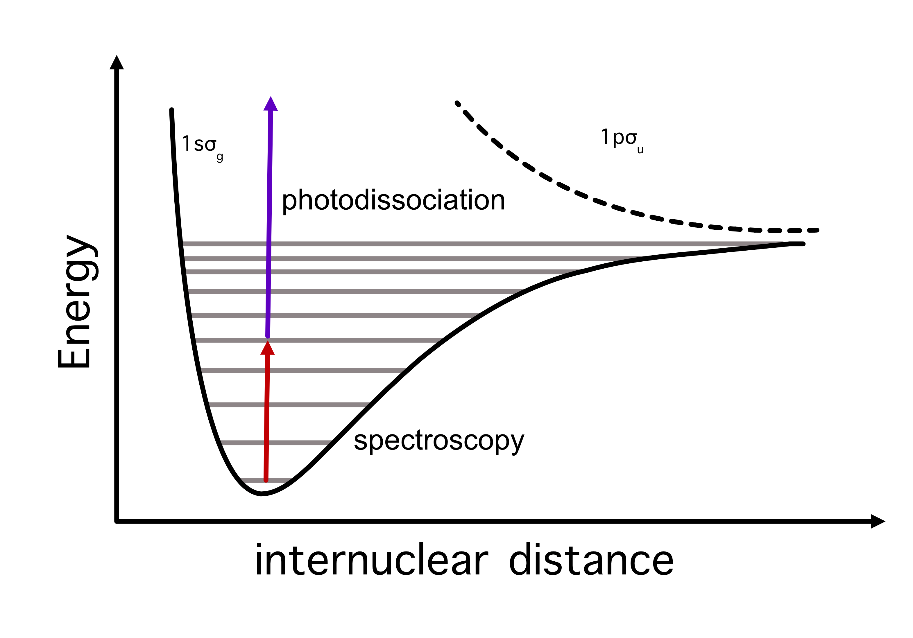 1sσg
1pσu
photodissociation
Energy
spectroscopy
internuclear distance